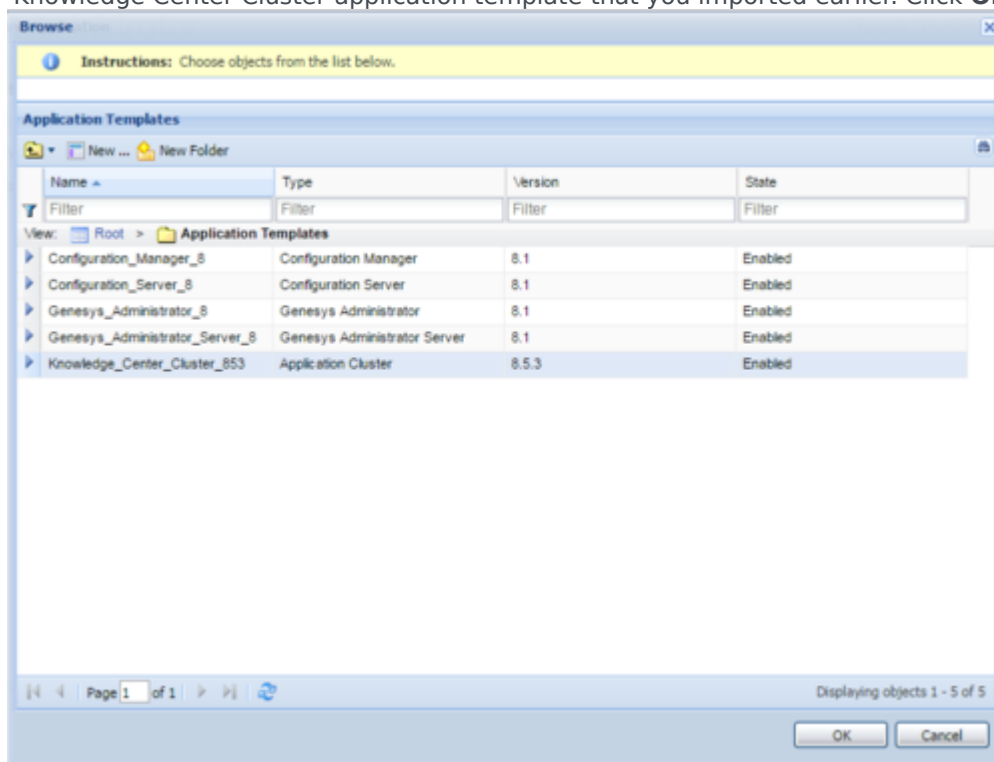 Knowledge Center Cluster application template that you imported earlier. Click
Browse
Instructions: Choose objects from the list below.
Application Templates
New ... New Folder
Name Type Version State
Filter Filter Filter Filter
View: Root > Application Templates
Configuration_Manager_8 Configuration Manager 8.1 Enabled
Configuration_Server_8 Configuration Server 8.1 Enabled
Genesys_Administrator_8 Genesys Administrator 8.1 Enabled
Genesys_Administrator_Server_8 Genesys Administrator Server 8.1 Enabled
Knowledge_Center_Cluster_853 Application Cluster 8.5.3 Enabled
Page 1 of 1 Displaying objects 1 - 5 of 5
OK Cancel